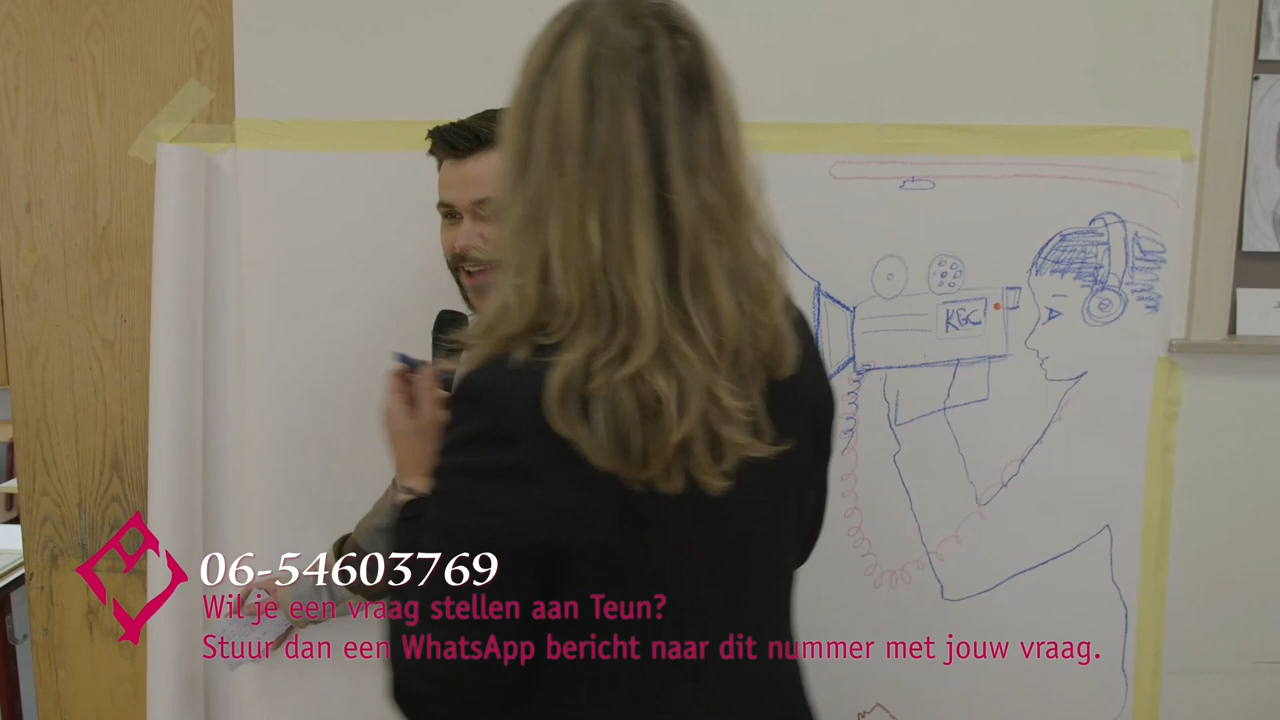 KGC
06-54603769
Wil je een vraag stellen aan Teun?
Stuur dan een WhatsApp bericht naar dit nummer met jouw vraag.